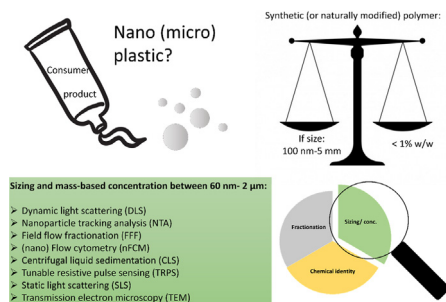 Nano (micro)
plastic?
Consumer
product
Synthetic (or naturally modified) polymer:
If size:
100 nm-5 mm
< 1% w/w
Sizing and mass-based concentration between 60 nm- 2 µm:
➢ Dynamic light scattering (DLS)
➢ Nanoparticle tracking analysis (NTA)
➢ Field flow fractionation (FFF)
➢ (nano) Flow cytometry (nFCM)
➢ Centrifugal liquid sedimentation (CLS)
➢ Tunable resistive pulse sensing (TRPS)
➢ Static light scattering (SLS)
➢ Transmission electron microscopy (TEM)
Fractionation
Sizing/ conc.
Chemical identity